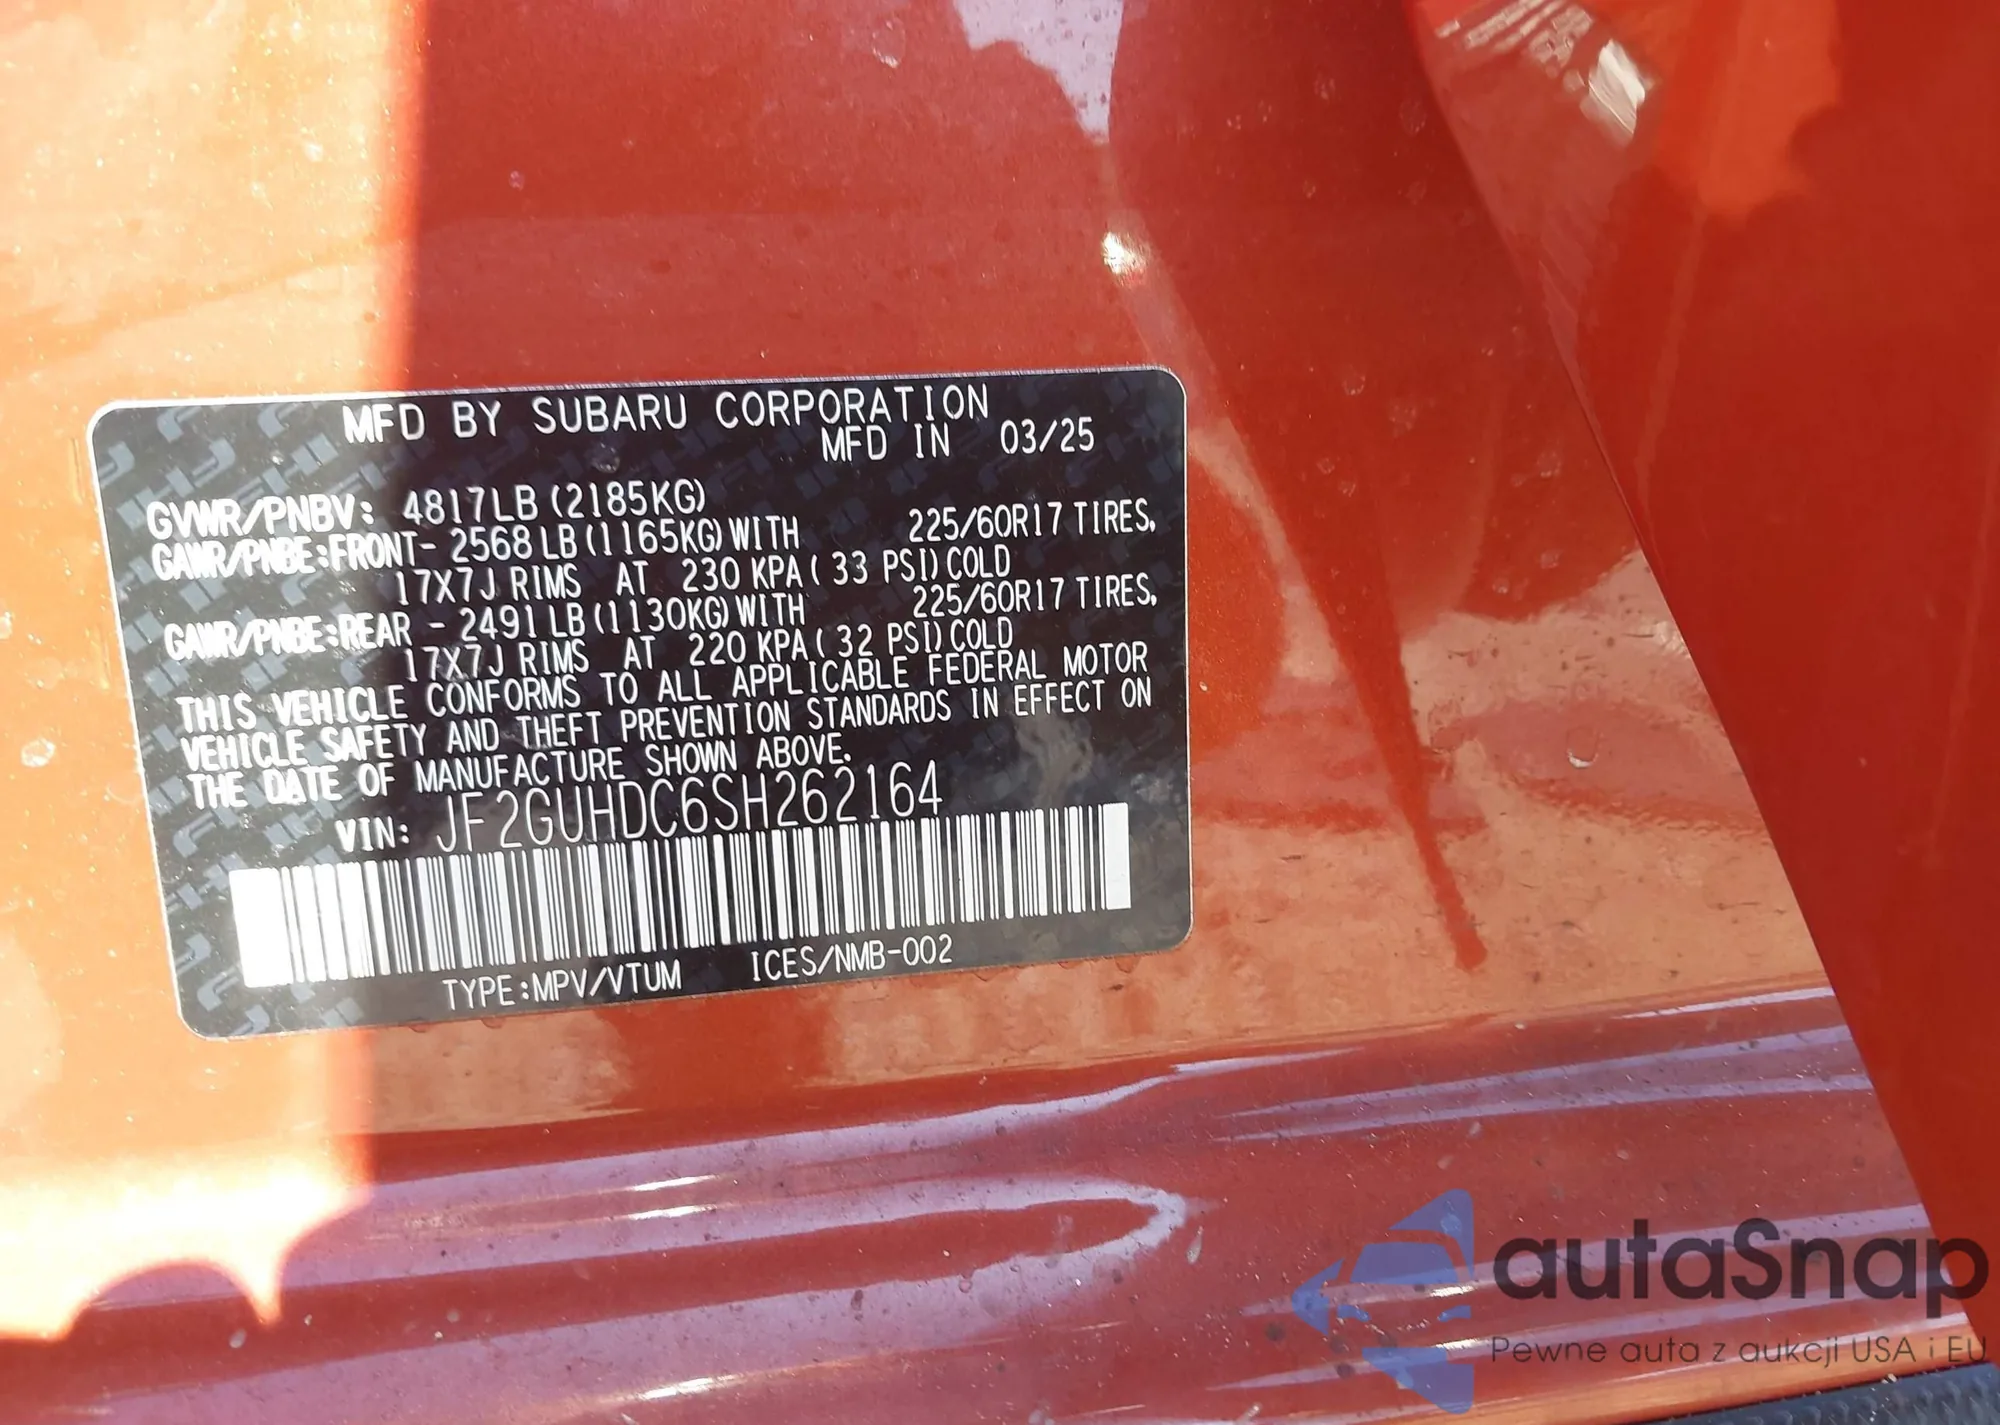 MFD BY SUBARU CORPORATION
MFD IN 03/25
GVWR/PNBV: 4817LB (2185KG)
GAWR/PNBE:FRONT- 2568LB (1165KG) WITH 225/60R17 TIRES,
17X7J RIMS AT 230 KPA ( 33 PSI) COLD
GAWR/PNBE:REAR - 2491LB (1130KG) WITH 225/60R17 TIRES,
17X7J RIMS AT 220 KPA ( 32 PSI) COLD
THIS VEHICLE CONFORMS TO ALL APPLICABLE FEDERAL MOTOR
VEHICLE SAFETY AND THEFT PREVENTION STANDARDS IN EFFECT ON
THE DATE OF MANUFACTURE SHOWN ABOVE.
VIN: JF2GUHDC6SH262164
TYPE:MPV/VTUM ICES/NMB-002
autaSnap
Pewne auta z aukcji USA i EU